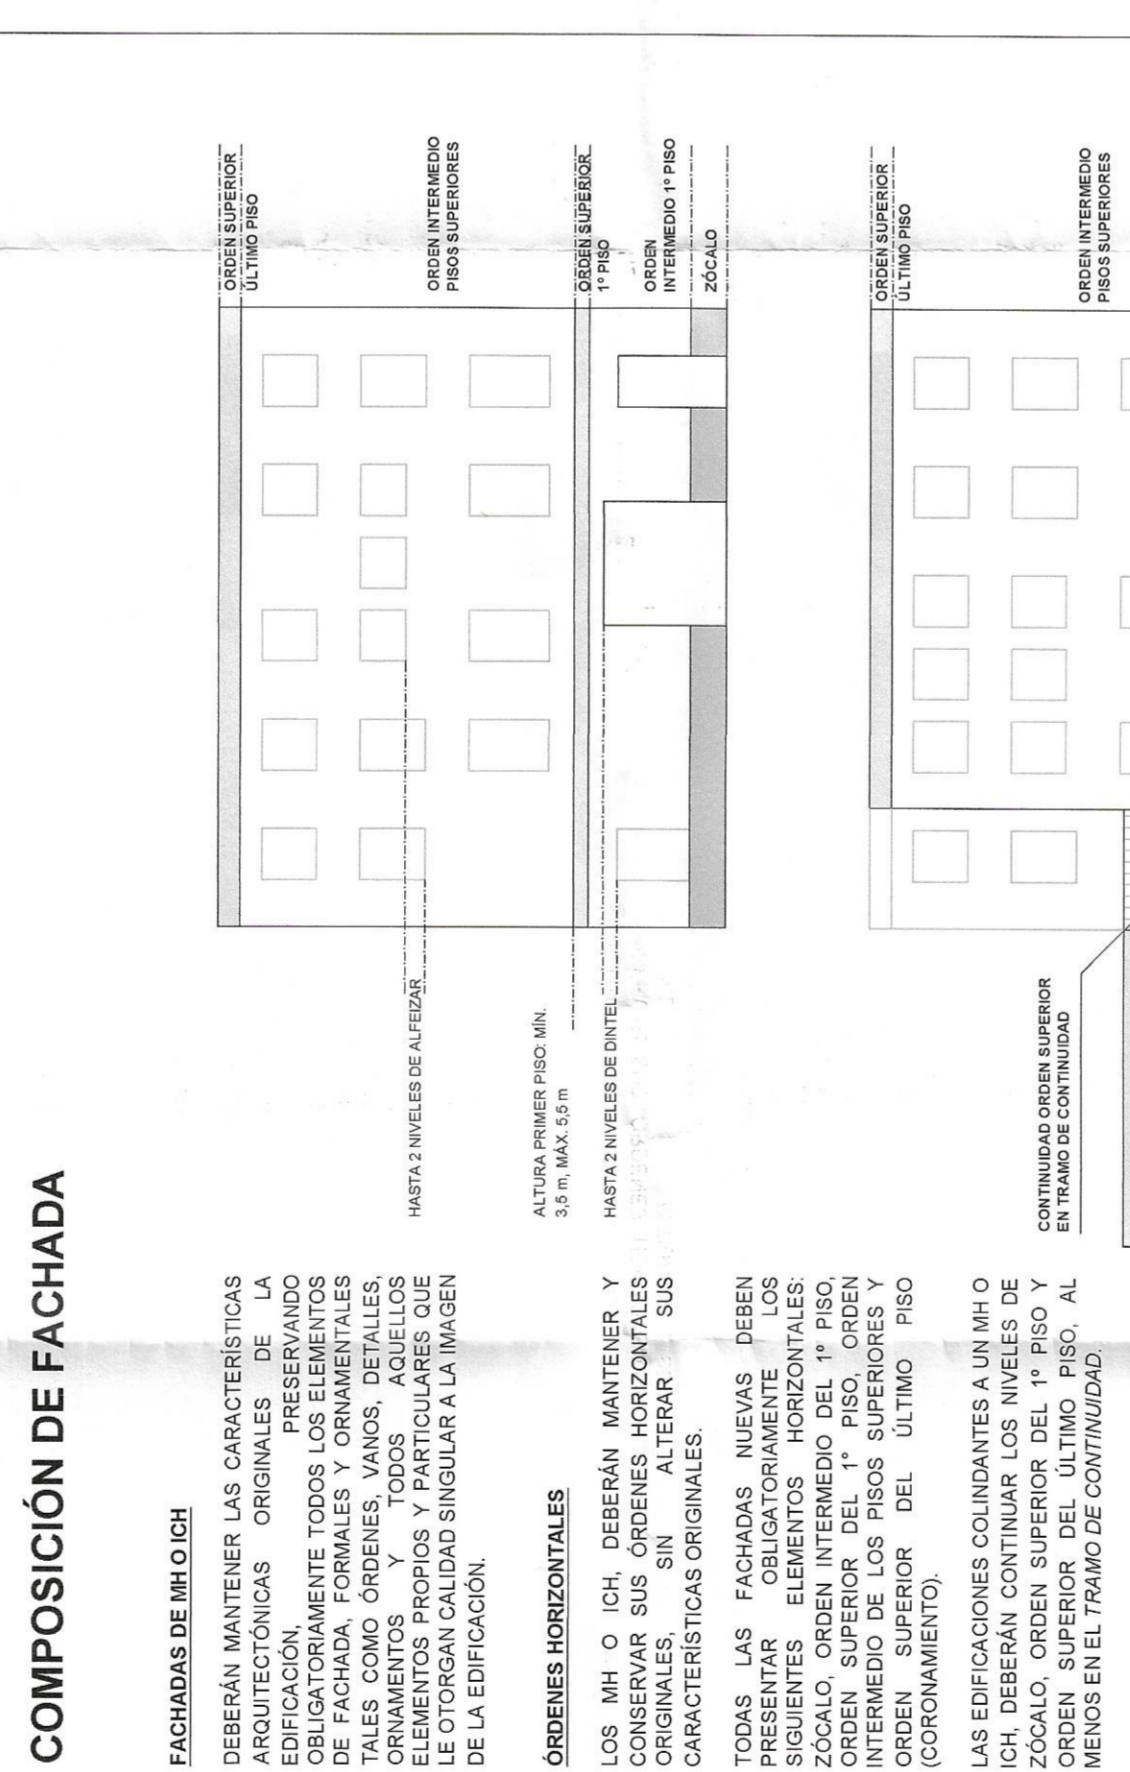 COMPOSICIÓN DE FACHADA
FACHADAS DE MH O ICH
DEBERÁN MANTENER LAS CARACTERÍSTICAS
ARQUITECTÓNICAS ORIGINALES DE LA
EDIFICACIÓN, PRESERVANDO
OBLIGATORIAMENTE TODOS LOS ELEMENTOS
DE FACHADA, FORMALES Y ORNAMENTALES
TALES COMO ÓRDENES, VANOS, DETALLES,
ORNAMENTOS Y TODOS AQUELLOS
ELEMENTOS PROPIOS Y PARTICULARES QUE
LE OTORGAN CALIDAD SINGULAR A LA IMAGEN
DE LA EDIFICACIÓN.
ÓRDENES HORIZONTALES
LOS MH O ICH, DEBERÁN MANTENER Y
CONSERVAR SUS ÓRDENES HORIZONTALES
ORIGINALES, SIN ALTERAR SUS
CARACTERÍSTICAS ORIGINALES.
TODAS LAS FACHADAS NUEVAS DEBEN
PRESENTAR OBLIGATORIAMENTE LOS
SIGUIENTES ELEMENTOS HORIZONTALES:
ZÓCALO, ORDEN INTERMEDIO DEL 1º PISO,
ORDEN SUPERIOR DEL 1° PISO, ORDEN
INTERMEDIO DE LOS PISOS SUPERIORES Y
ORDEN SUPERIOR DEL ÚLTIMO PISO
(CORONAMIENTO).
LAS EDIFICACIONES COLINDANTES A UN MH O
ICH, DEBERÁN CONTINUAR LOS NIVELES DE
ZÓCALO, ORDEN SUPERIOR DEL 1º PISO Y
ORDEN SUPERIOR DEL ÚLTIMO PISO, AL
MENOS EN EL TRAMO DE CONTINUIDAD.
HASTA 2 NIVELES DE ALFEIZAR
ALTURA PRIMER PISO: MÍN.
3,5 m, MÁX. 5,5 m
HASTA 2 NIVELES DE DINTEL
ORDEN SUPERIOR
ÚLTIMO PISO
ORDEN INTERMEDIO
PISOS SUPERIORES
ORDEN SUPERIOR
1º PISO
ORDEN
INTERMEDIO 1º PISO
ZÓCALO
CONTINUIDAD ORDEN SUPERIOR
EN TRAMO DE CONTINUIDAD
ORDEN SUPERIOR
ÚLTIMO PISO
ORDEN INTERMEDIO
PISOS SUPERIORES